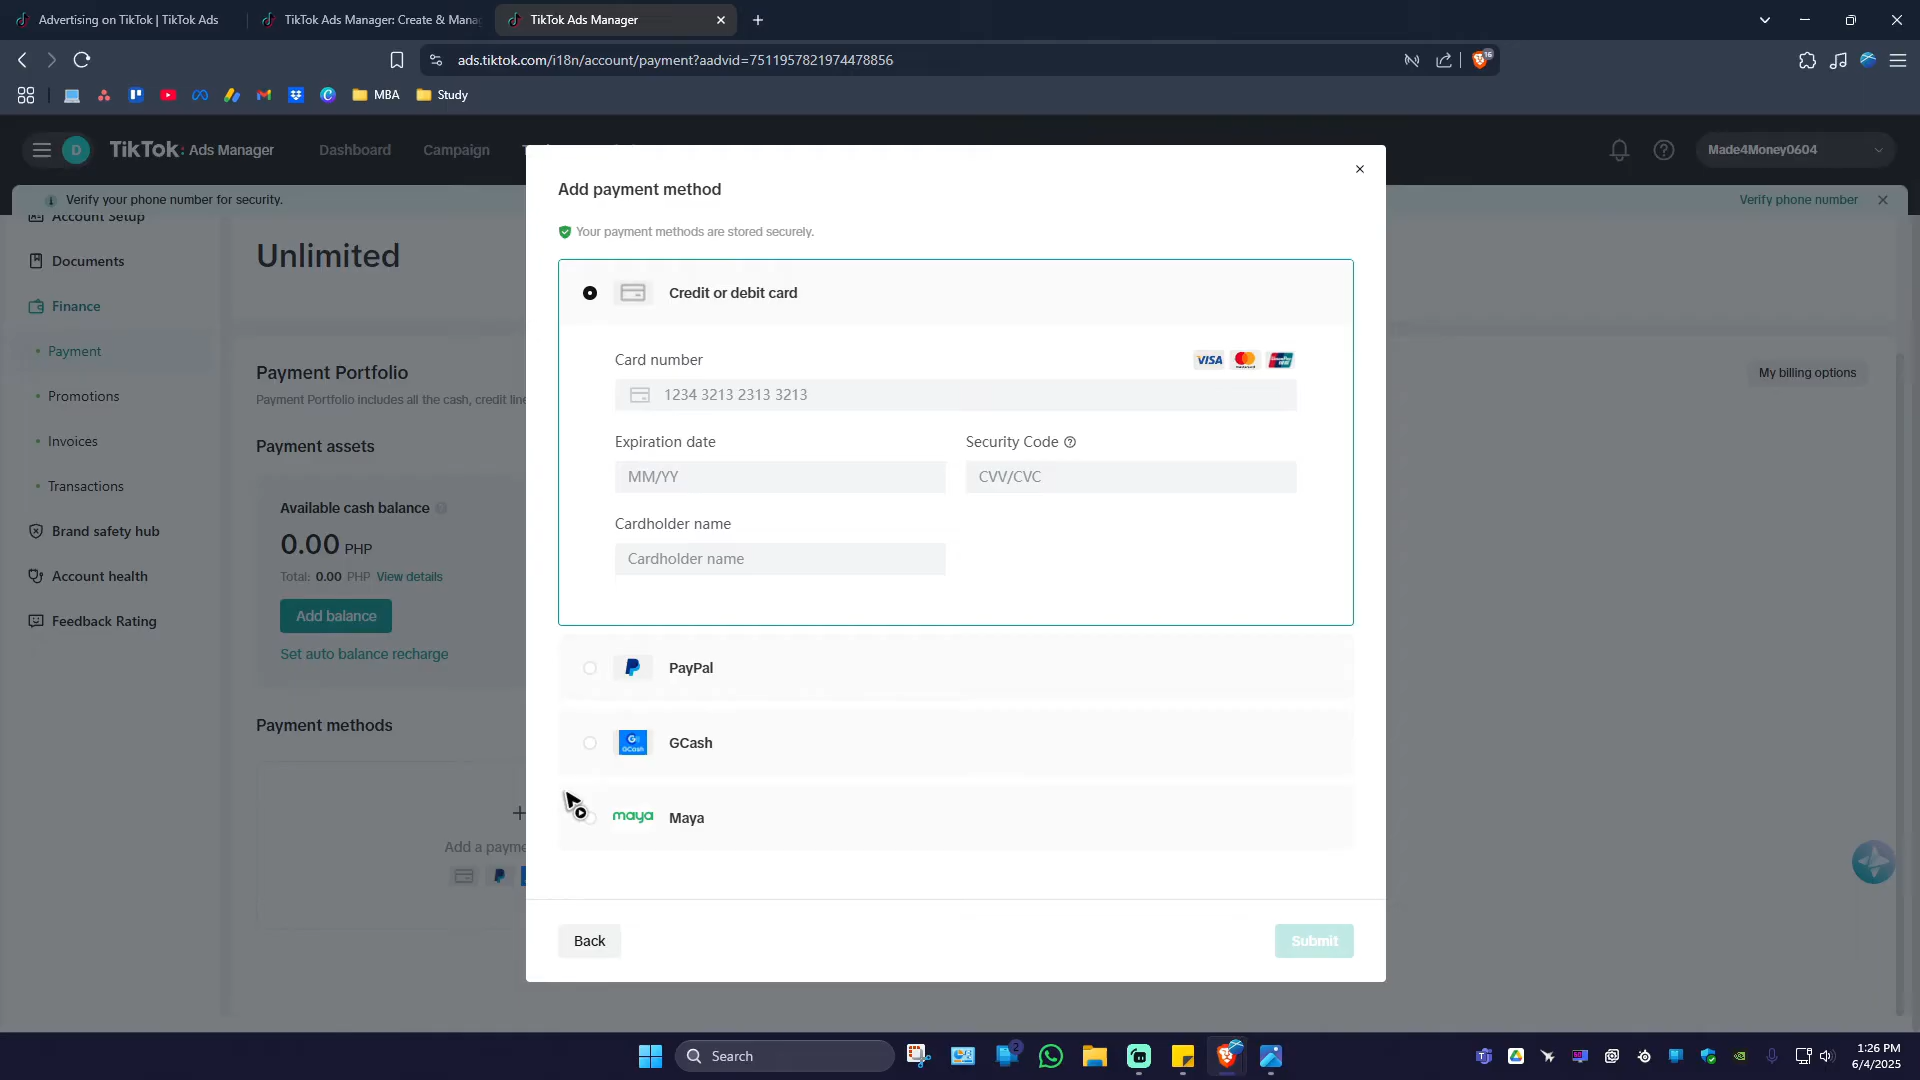 Advertising on TikTok | TikTok Ads
TikTok Ads Manager: Create & Mana
TikTok Ads Manager
ads.tiktok.com/i18n/account/payment?aadvid=7511957821974478856
16
MBA
Study
D
TikTok: Ads Manager
Dashboard
Campaign
T
Made4Money0604
Verify your phone number for security.
Verify phone number
Account Setup
Documents
Finance
Payment
Promotions
Invoices
Transactions
Brand safety hub
Account health
Feedback Rating
Unlimited
Payment Portfolio
Payment Portfolio includes all the cash, credit line
My billing options
Payment assets
Available cash balance
0.00 PHP
Total: 0.00 PHP View details
Add balance
Set auto balance recharge
Payment methods
Add a payme
Add payment method
Your payment methods are stored securely.
Credit or debit card
Card number
VISA
1234 3213 2313 3213
Expiration date
Security Code
MM/YY
CVV/CVC
Cardholder name
Cardholder name
PayPal
GCash
GCash
maya
Maya
Back
Submit
Search
2
60
1:26 PM
6/4/2025